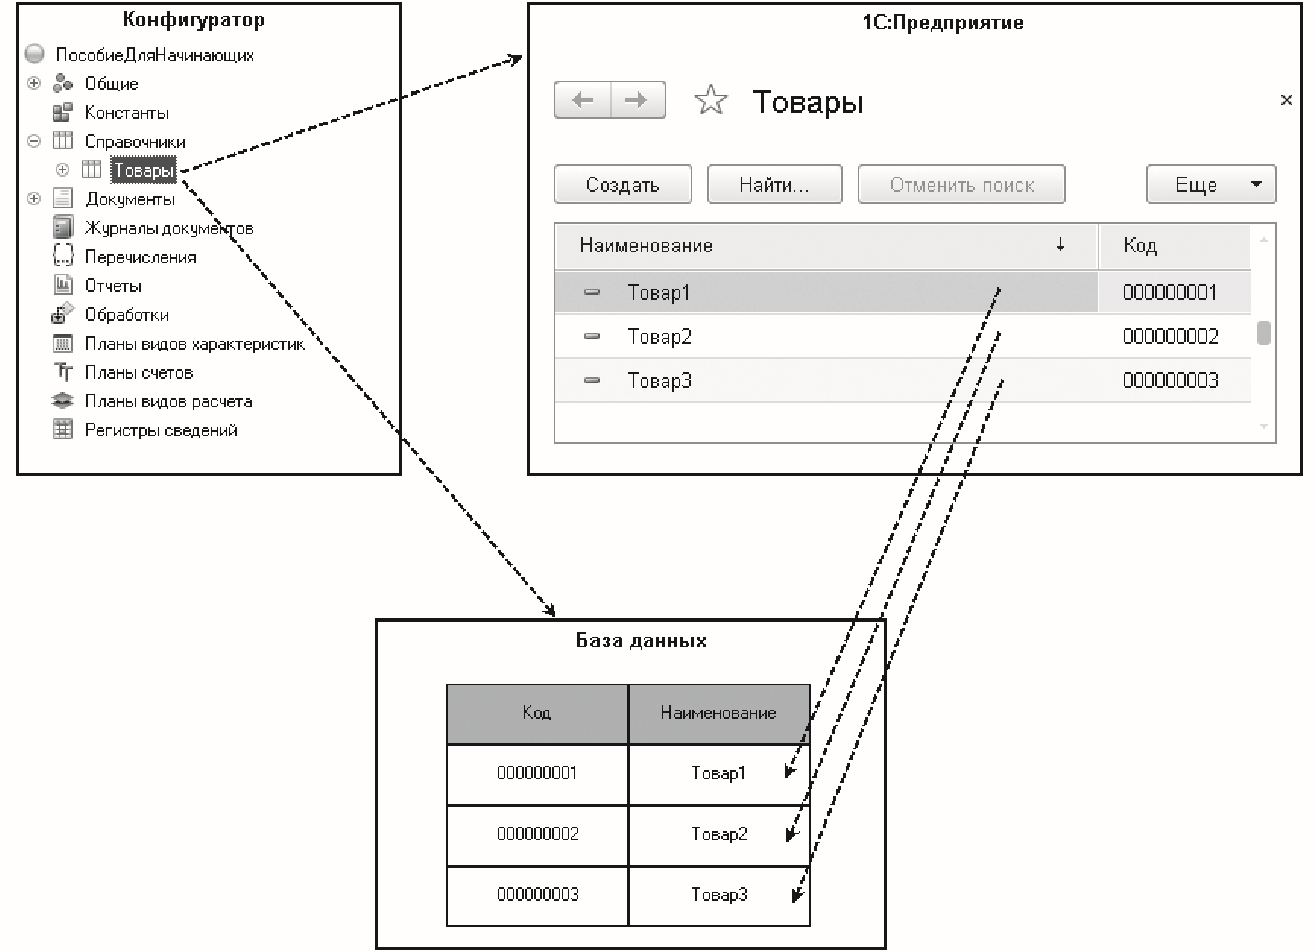 Конфигуратор
ПособиеДляНачинающих
Общие
Константы
Справочники
Товары
Документы
Журналы документов
Перечисления
Отчеты
Обработки
Планы видов характеристик
Планы счетов
Планы видов расчета
Регистры сведений
1С:Предприятие
Товары
Создать Найти... Отменить поиск Еще
Наименование Код
Товар1 000000001
Товар2 000000002
Товар3 000000003
База данных
Код Наименование
000000001 Товар1
000000002 Товар2
000000003 Товар3